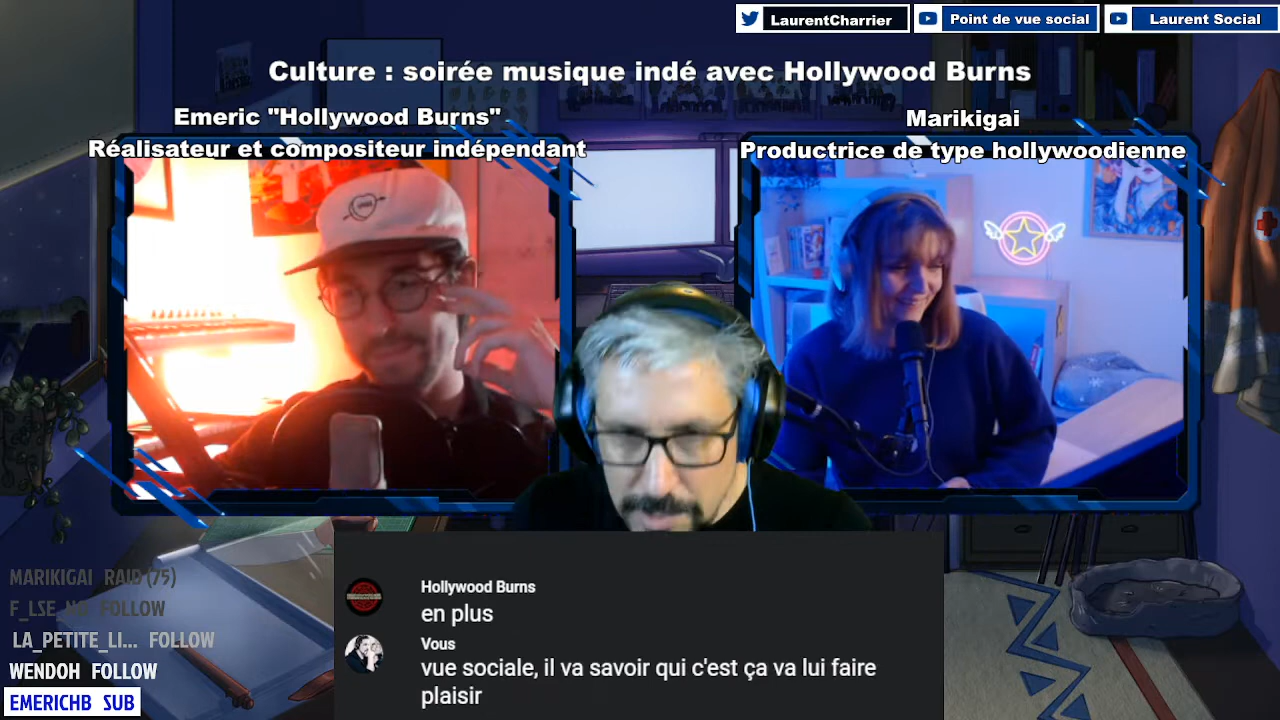 LaurentCharrier
Point de vue social
Laurent Social
Culture : soirée musique indé avec Hollywood Burns
Emeric "Hollywood Burns"
Réalisateur et compositeur indépendant
Marikigai
Productrice de type hollywoodienne
MARIKIGAI RAID (75)
FOLLOW
LA_PETITE_LI... FOLLOW
WENDOH FOLLOW
EMERICHB SUB
Hollywood Burns
en plus
Vous
vue sociale, il va savoir qui c'est ça va lui faire
plaisir